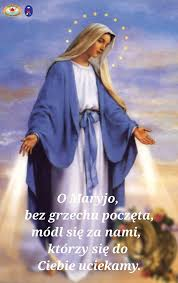 O Maryjo,
bez grzechu poczęta,
módl się za nami,
którzy się do
Ciebie uciekamy.